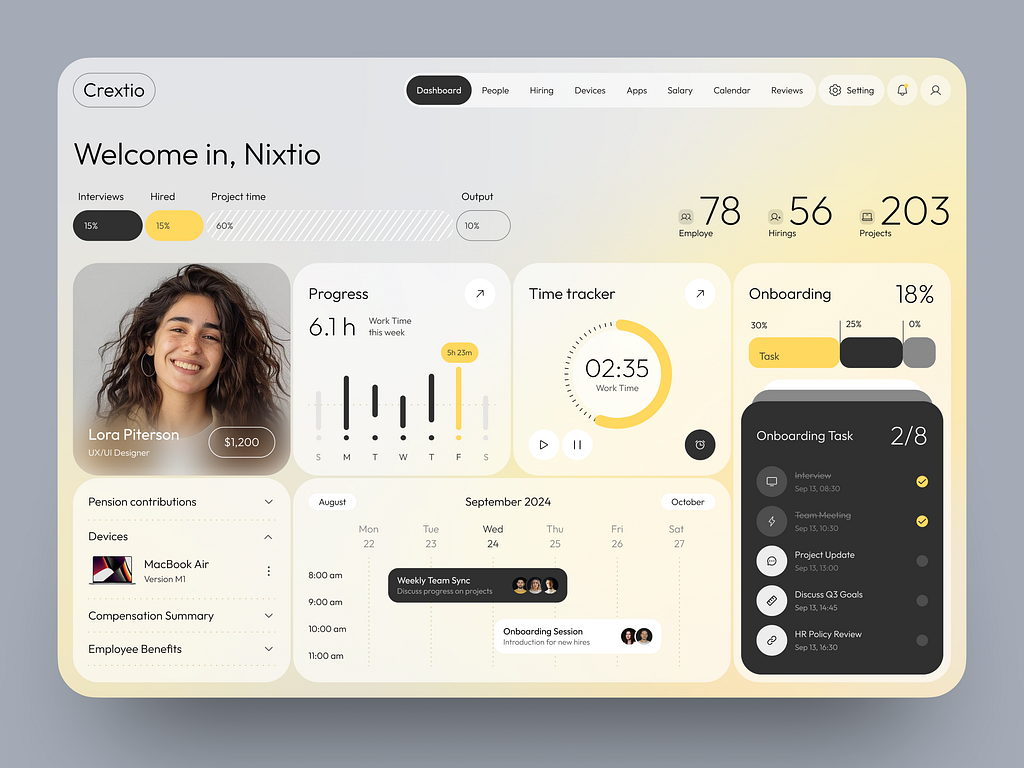 Crextio
Dashboard
People
Hiring
Devices
Apps
Salary
Calendar
Reviews
Setting
Welcome in, Nixtio
Interviews
Hired
Project time
Output
15%
15%
60%
10%
78
Employe
56
Hirings
203
Projects
Lora Piterson
UX/UI Designer
$1,200
Progress
6.1 h
Work Time
this week
5h 23m
S
M
T
W
T
F
S
Time tracker
02:35
Work Time
Onboarding
18%
30%
25%
0%
Task
Onboarding Task
2/8
Interview
Sep 13, 08:30
Team Meeting
Sep 13, 10:30
Project Update
Sep 13, 13:00
Discuss Q3 Goals
Sep 13, 14:45
HR Policy Review
Sep 13, 16:30
Pension contributions
Devices
MacBook Air
Version M1
Compensation Summary
Employee Benefits
August
September 2024
October
Mon
Tue
Wed
Thu
Fri
Sat
22
23
24
25
26
27
8:00 am
9:00 am
10:00 am
11:00 am
Weekly Team Sync
Discuss progress on projects
Onboarding Session
Introduction for new hires